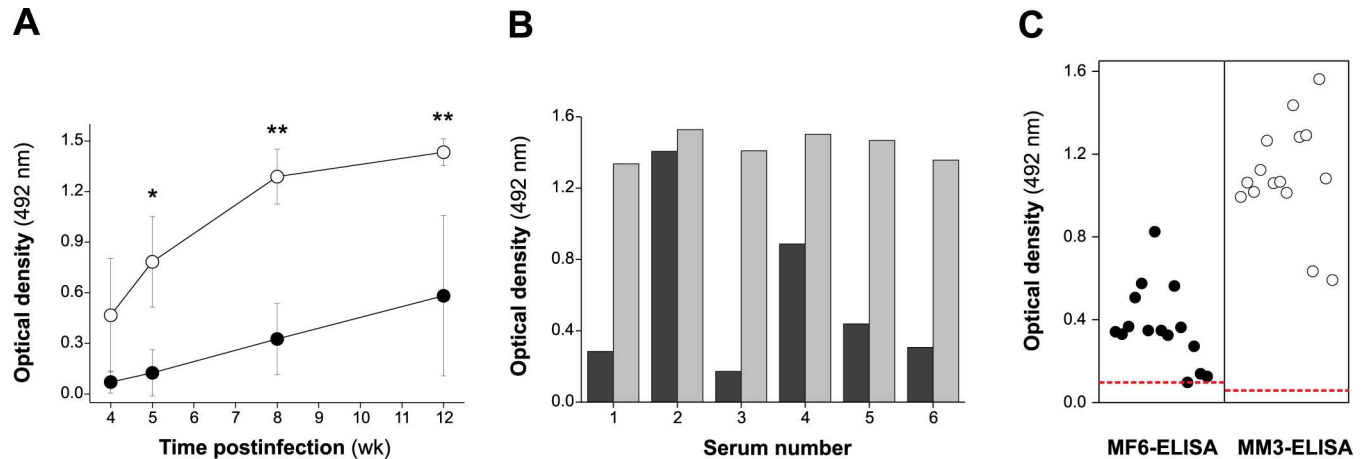 A
B
C
Optical density (492 nm)
1.5
1.2
0.9
0.6
0.3
0.0
*
**
**
4 5 6 7 8 9 10 11 12
Time postinfection (wk)
Optical density (492 nm)
1.6
1.2
0.8
0.4
0.0
1 2 3 4 5 6
Serum number
Optical density (492 nm)
1.6
1.2
0.8
0.4
0.0
MF6-ELISA MM3-ELISA